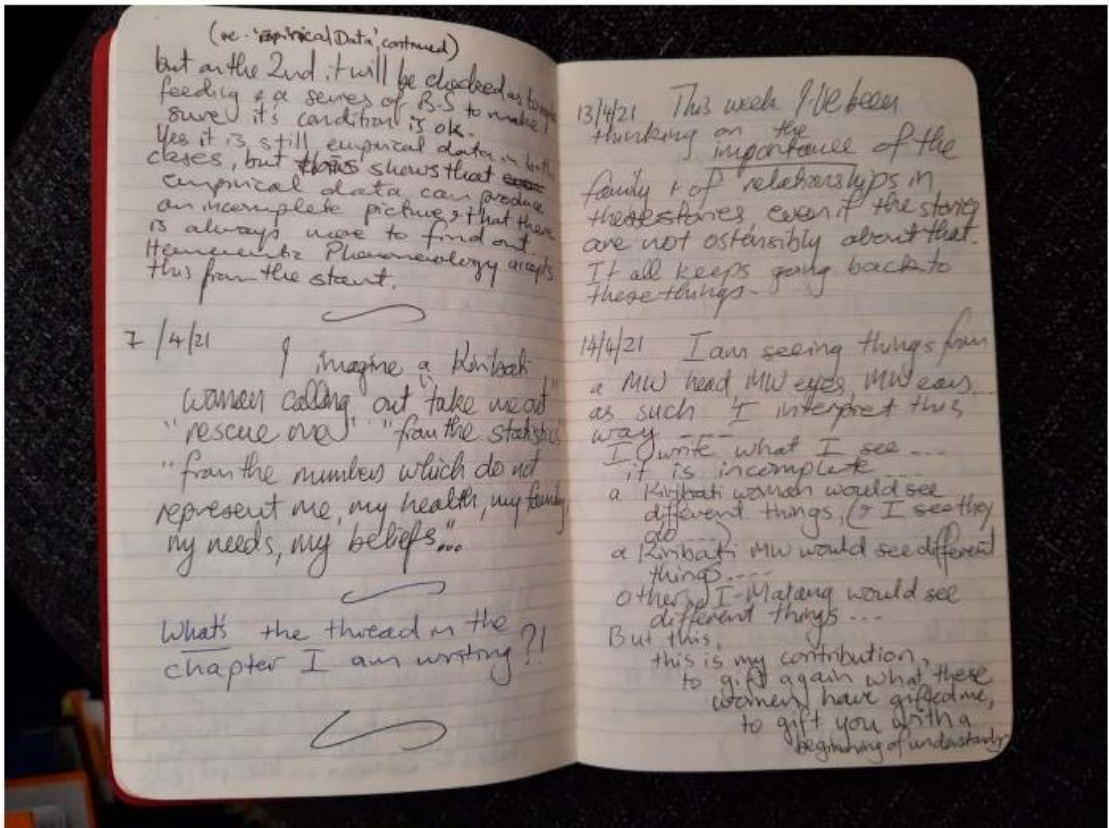 (re - 'Empirical Data' continued)
but on the 2nd it will be checked as to
feeding & a series of B.S to make
sure it's condition is ok.
Yes it is still empirical data in both
cases, but this shows that
empirical data can produce
an incomplete picture & that there
is always more to find out.
Phenomenology accepts
this from the start.
7/4/21
I imagine a Kiribati
women calling out "take me out"
"rescue me" "from the statistics"
"from the numbers which do not
represent me, my health, my family,
my needs, my beliefs"...
What's the thread in the
chapter I am writing?!
13/4/21 This week I've been
thinking on the
importance of the
family & of relationships in
these stories even if the stories
are not ostensibly about that.
It all keeps going back to
these things -
14/4/21 I am seeing things from
a MW head MW eyes MW ears...
as such I interpret this
way ----
I write what I see ....
it is incomplete
a Kiribati women would see
different things, (& I see they
do ....)
a Kiribati MW would see different
things ....
others, I-Matang would see
different things ...
But this,
this is my contribution,
to gift again what these
women have gifted me,
to gift you with a
beginning of understanding